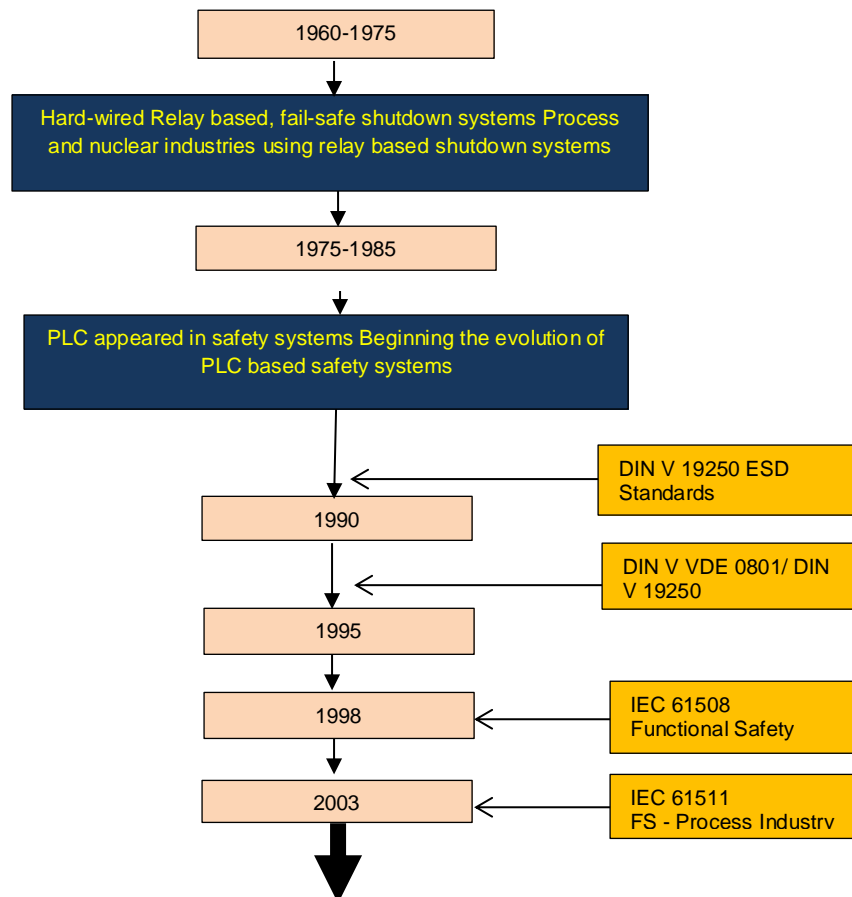 1960-1975
Hard-wired Relay based, fail-safe shutdown systems Process
and nuclear industries using relay based shutdown systems
1975-1985
PLC appeared in safety systems Beginning the evolution of
PLC based safety systems
DIN V 19250 ESD
Standards
1990
DIN V VDE 0801/ DIN
V 19250
1995
1998
IEC 61508
Functional Safety
2003
IEC 61511
FS - Process Industry